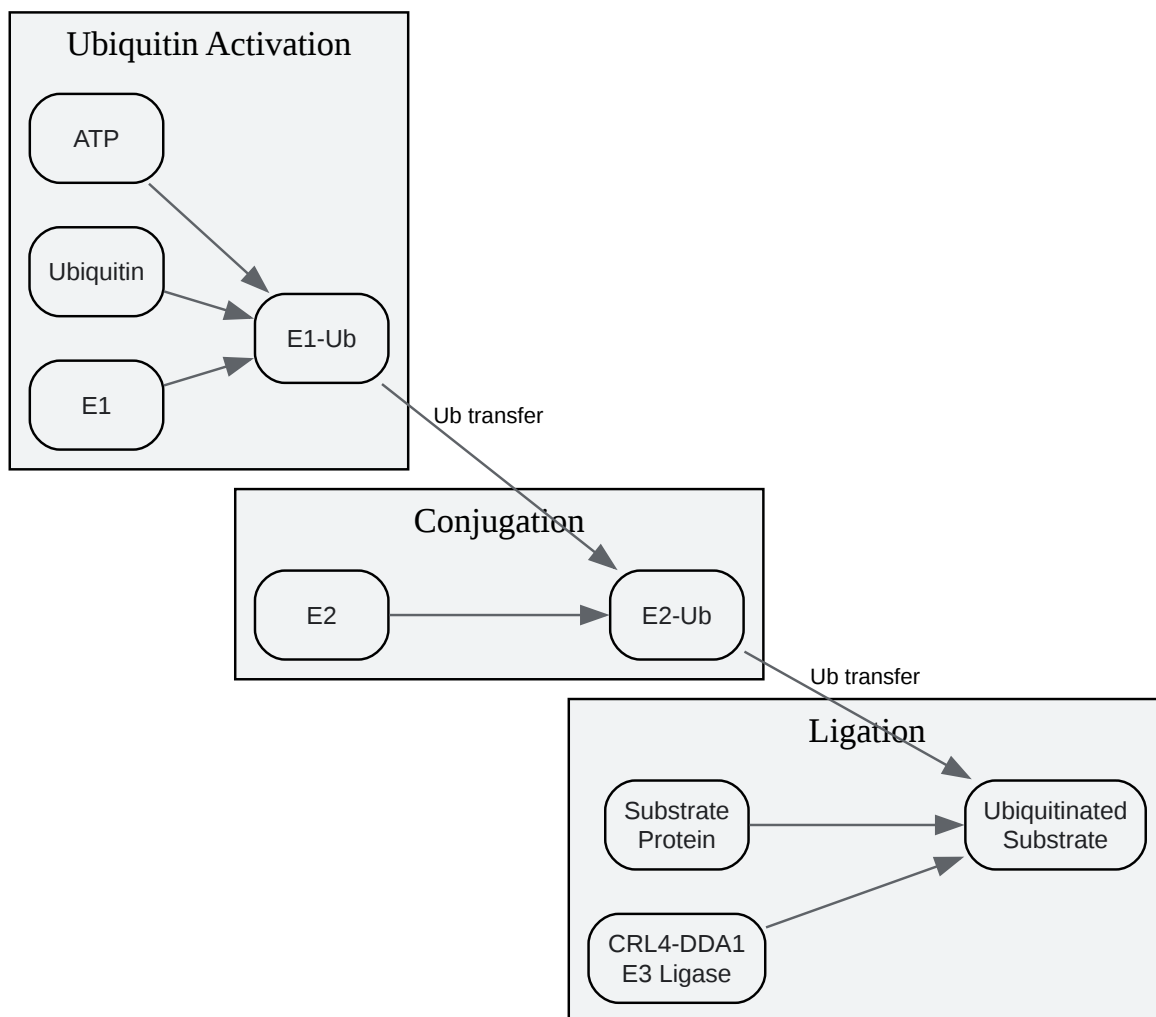 Ubiquitin Activation
ATP
Ubiquitin
E1-Ub
E1
Ub transfer
Conjugation
E2
E2-Ub
Ub transfer
Ligation
Substrate
Protein
Ubiquitinated
Substrate
CRL4-DDA1
E3 Ligase